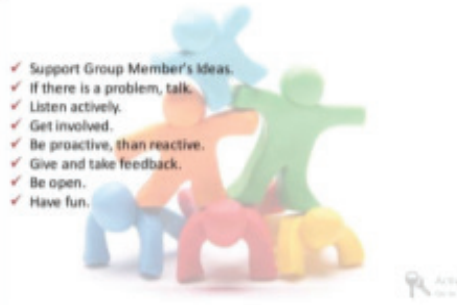 Support Group Member's Ideas.
If there is a problem, talk.
Listen actively.
Get involved.
Be proactive, than reactive.
Give and take feedback.
Be open.
Have fun.